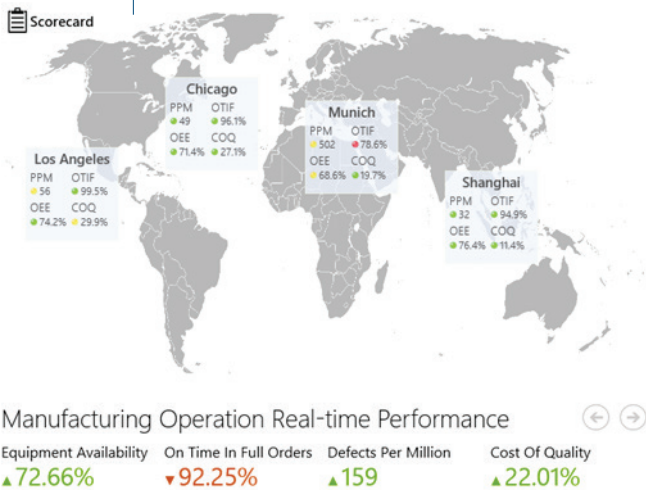 Scorecard
Chicago
PPM OTIF
49 96.1%
OEE COQ
71.4% 27.1%
Munich
PPM OTIF
502 78.6%
OEE COQ
68.6% 19.7%
Los Angeles
PPM OTIF
56 99.5%
OEE COQ
74.2% 29.9%
Shanghai
PPM OTIF
32 94.9%
OEE COQ
76.4% 11.4%
Manufacturing Operation Real-time Performance
Equipment Availability On Time In Full Orders Defects Per Million Cost Of Quality
▲72.66% ▼92.25% ▲159 ▲22.01%